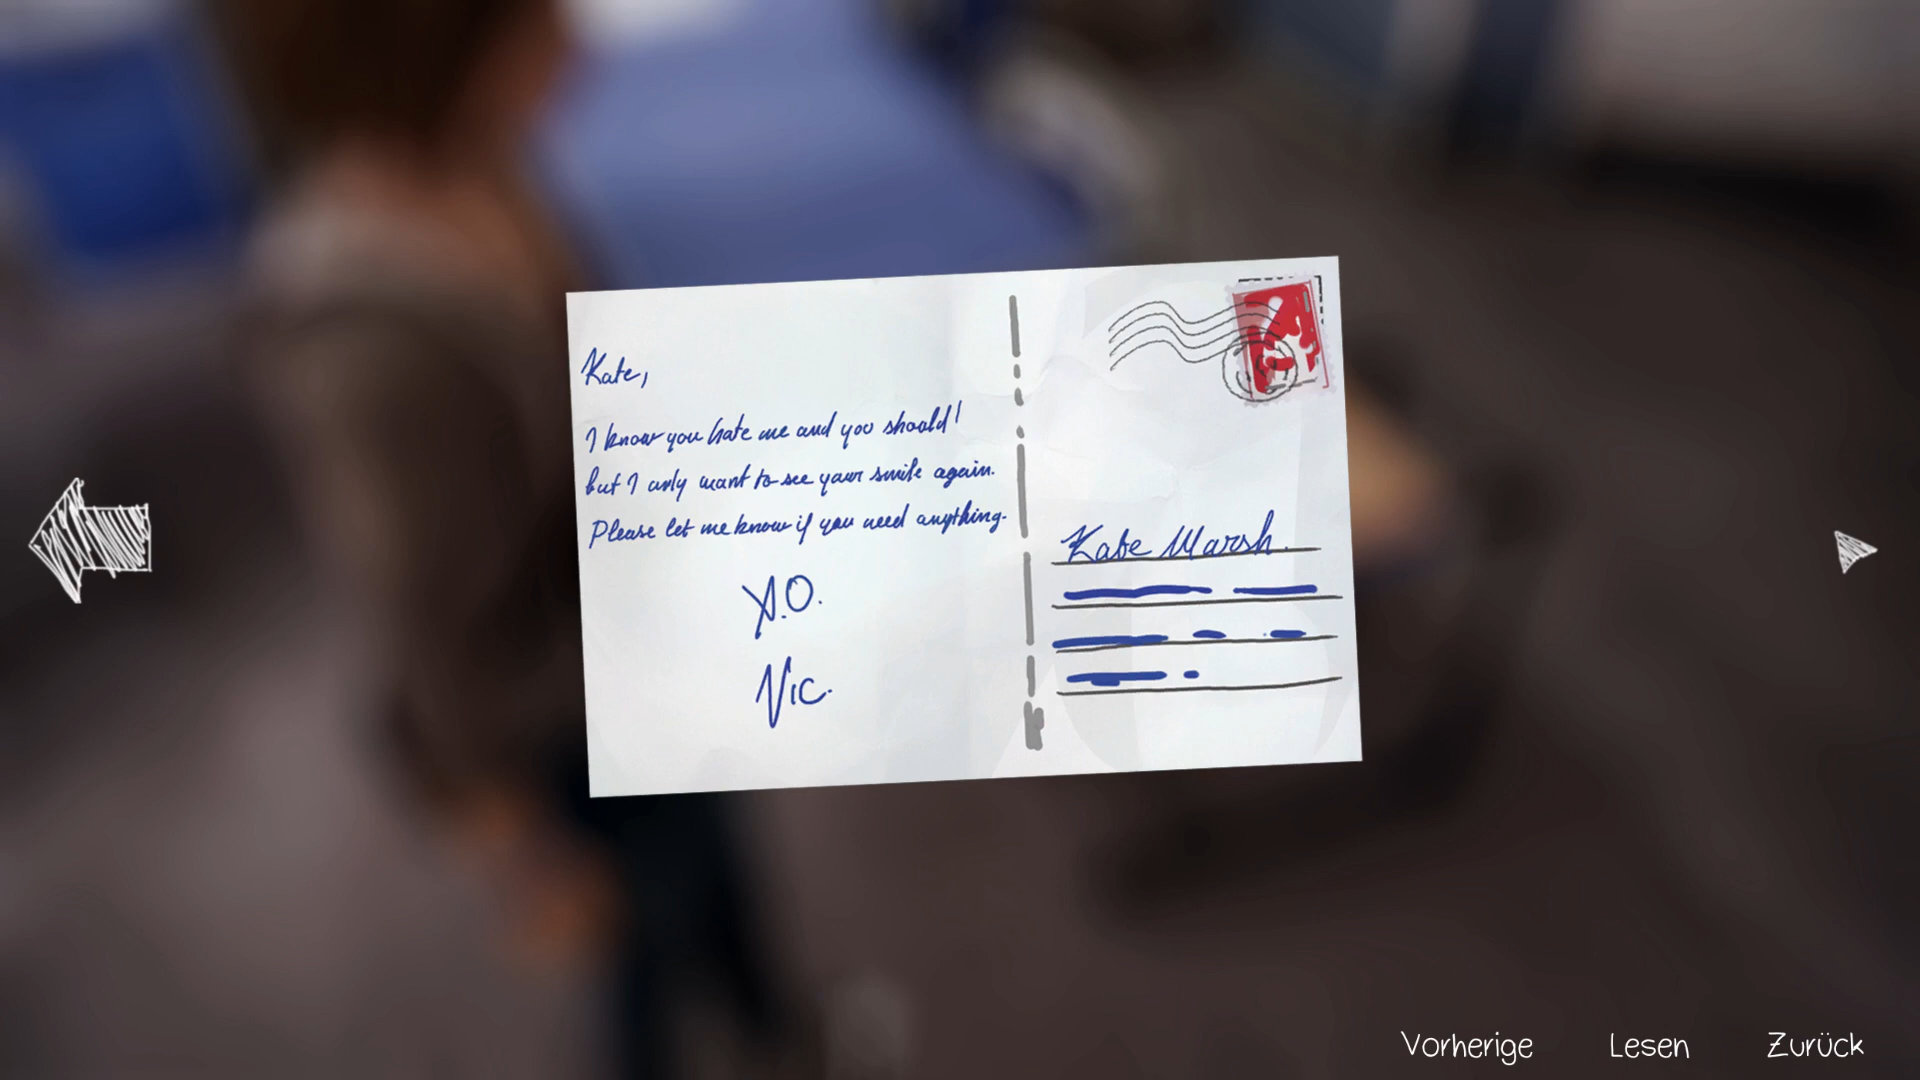 Kate,
I know you hate me and you should!
but I only want to see your smile again.
Please let me know if you need anything.
X.O.
Vic.
Kate Marsh.
Vorherige
Lesen
Zurück